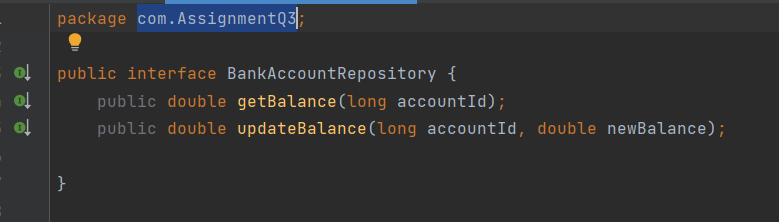 package com.AssignmentQ3;
public interface BankAccountRepository {
public double getBalance(long accountId);
public double updateBalance(long accountId, double newBalance);
}